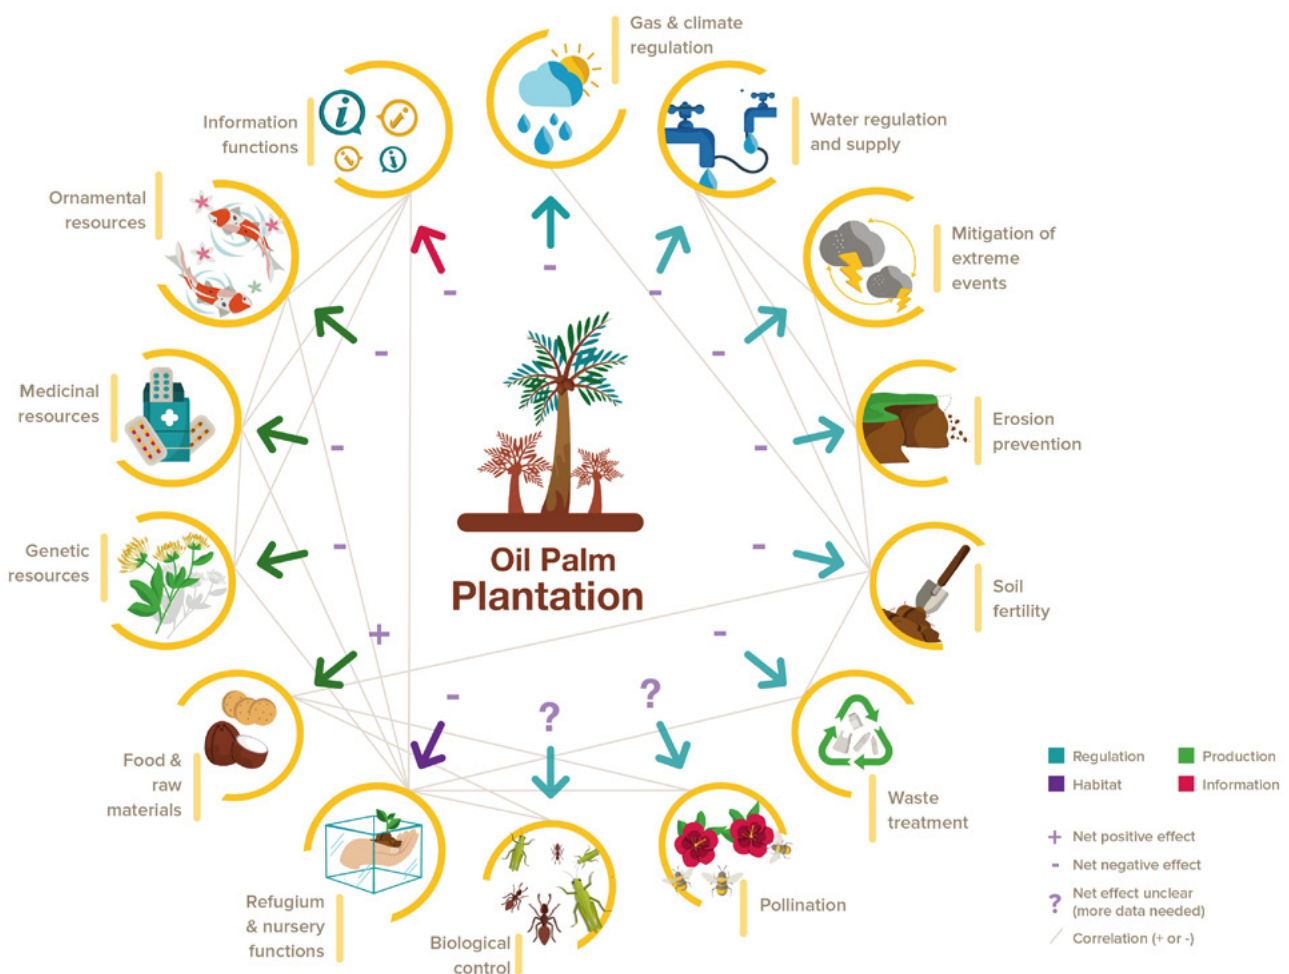 Gas & climate
regulation
Information
functions
Water regulation
and supply
Ornamental
resources
Mitigation of
extreme
events
Medicinal
resources
Erosion
prevention
Genetic
resources
Soil
fertility
Oil Palm
Plantation
-
-
-
-
-
-
-
-
-
-
+
-
?
?
Food &
raw
materials
Waste
treatment
Refugium
& nursery
functions
Biological
control
Pollination
Regulation
Production
Habitat
Information
+ Net positive effect
- Net negative effect
? Net effect unclear
(more data needed)
Correlation (+ or -)